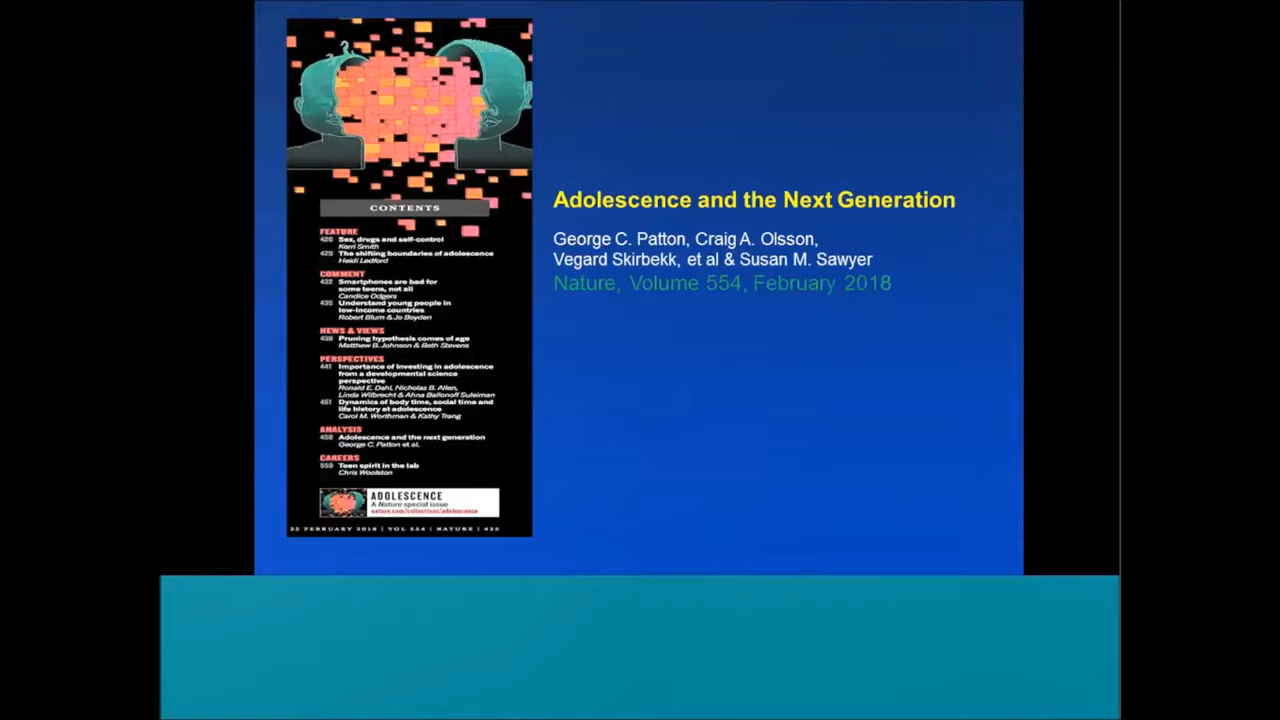 CONTENTS
FEATURE
426 Sex, drugs and self-control
Kerri Smith
429 The shifting boundaries of adolescence
Heidi Ledford
COMMENT
432 Smartphones are bad for
some teens, not all
Candice Odgers
435 Understand young people in
low-income countries
Robert Blum & Jo Boyden
NEWS & VIEWS
Pruning hypothesis comes of age
Matthew B. Johnson & Beth Stevens
PERSPECTIVES
441 Importance of investing in adolescence
from a developmental science
perspective
Ronald E. Dahl, Nicholas B. Allen,
Linda Wilbrecht & Ahna Ballonoff Suleiman
451 Dynamics of body time, social time and
life history at adolescence
Carol M. Worthman & Kathy Trang
ANALYSIS
458 Adolescence and the next generation
George C. Patton et al.
CAREERS
559 Teen spirit in the lab
Chris Woolston
ADOLESCENCE
A Nature special issue
nature.com/collections/adolescence
22 FEBRUARY 2018 | VOL 554 | NATURE | 425
Adolescence and the Next Generation
George C. Patton, Craig A. Olsson,
Vegard Skirbekk, et al & Susan M. Sawyer
Nature, Volume 554, February 2018